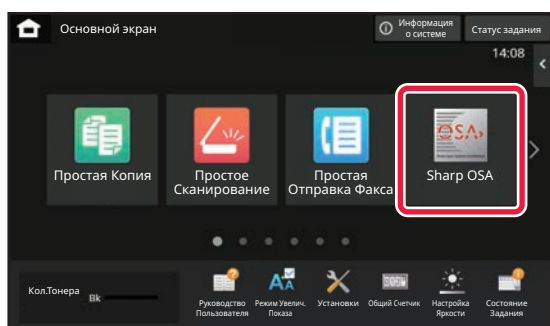 Основной экран
Информация
о системе
Статус задания
14:08
OSA
Простая Копия
Простое
Сканирование
Простая
Отправка Факса
Sharp OSA
Кол.Тонера
Bk
Руководство
Пользователя
Режим Увелич.
Показа
Установки
Общий Счетчик
Настройка
Яркости
Состояние
Задания